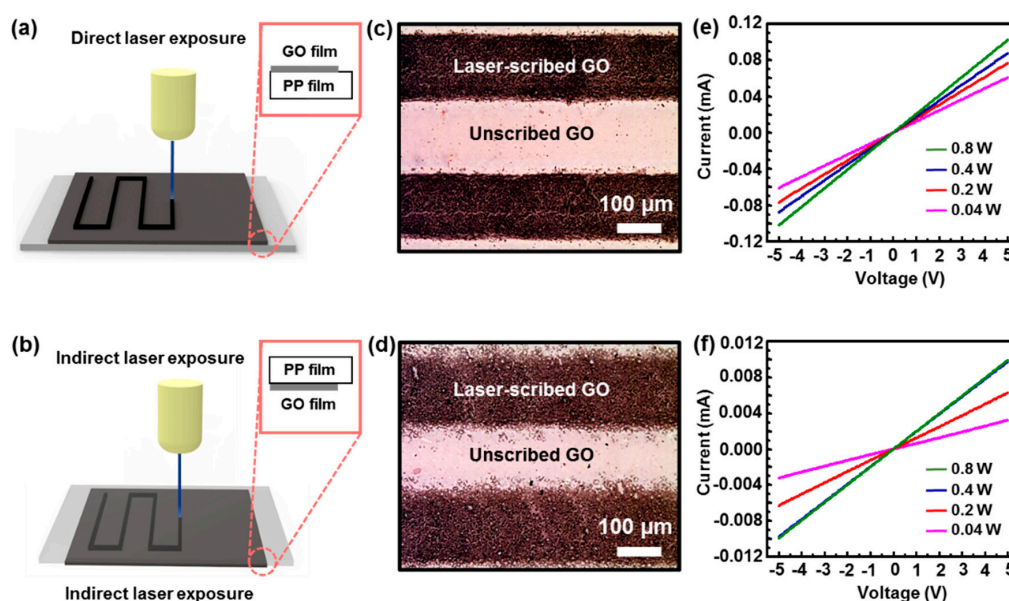 (a)
Direct laser exposure
GO film
PP film
(c)
Laser-scribed GO
Unscribed GO
100 μm
(e)
Current (mA)
0.12
0.08
0.04
0.00
-0.04
-0.08
-0.12
0.8 W
0.4 W
0.2 W
0.04 W
-5 -4 -3 -2 -1 0 1 2 3 4 5
Voltage (V)
(b)
Indirect laser exposure
PP film
GO film
Indirect laser exposure
(d)
Laser-scribed GO
Unscribed GO
100 μm
(f)
Current (mA)
0.012
0.008
0.004
0.000
-0.004
-0.008
-0.012
0.8 W
0.4 W
0.2 W
0.04 W
-5 -4 -3 -2 -1 0 1 2 3 4 5
Voltage (V)